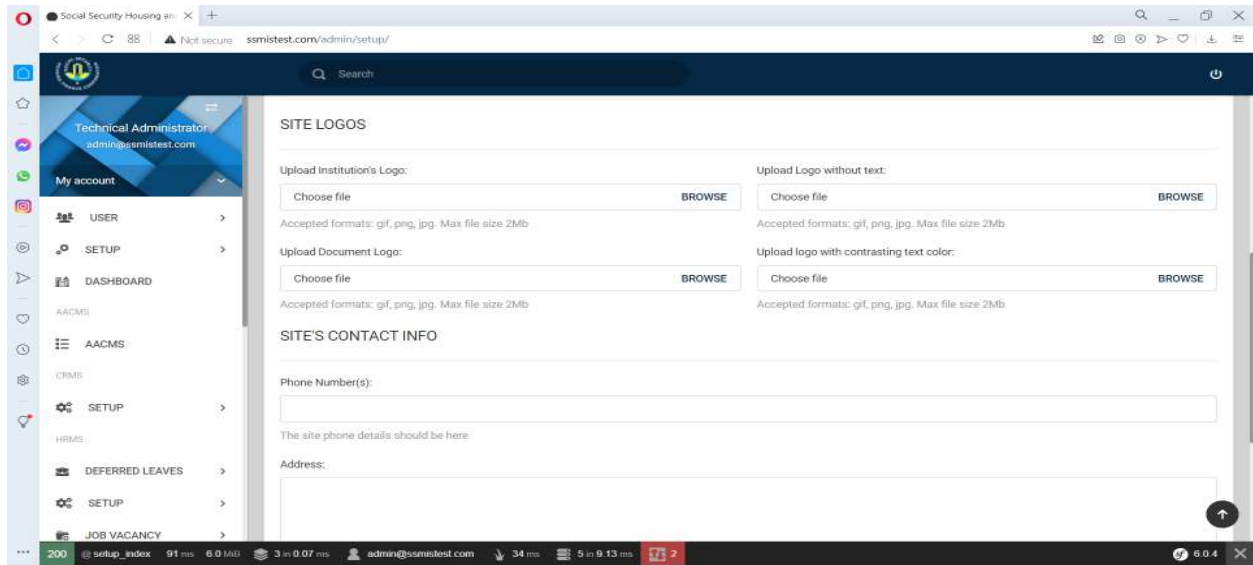 Social Security Housing an
Not secure ssmistest.com/admin/setup/
Search
Technical Administrator
admin@ssmistest.com
My account
USER
SETUP
DASHBOARD
AACMS
AACMS
CRMS
SETUP
HRMS
DEFERRED LEAVES
SETUP
JOB VACANCY
SITE LOGOS
Upload Institution's Logo: Upload Logo without text:
Choose file BROWSE Choose file BROWSE
Accepted formats: gif, png, jpg. Max file size 2Mb Accepted formats: gif, png, jpg. Max file size 2Mb
Upload Document Logo: Upload logo with contrasting text color:
Choose file BROWSE Choose file BROWSE
Accepted formats: gif, png, jpg. Max file size 2Mb Accepted formats: gif, png, jpg. Max file size 2Mb
SITE'S CONTACT INFO
Phone Number(s):
The site phone details should be here
Address:
200 @ setup_index 91 ms 6.0 MiB 3 in 0.07 ms admin@ssmistest.com 34 ms 5 in 9.13 ms 2 6.0.4